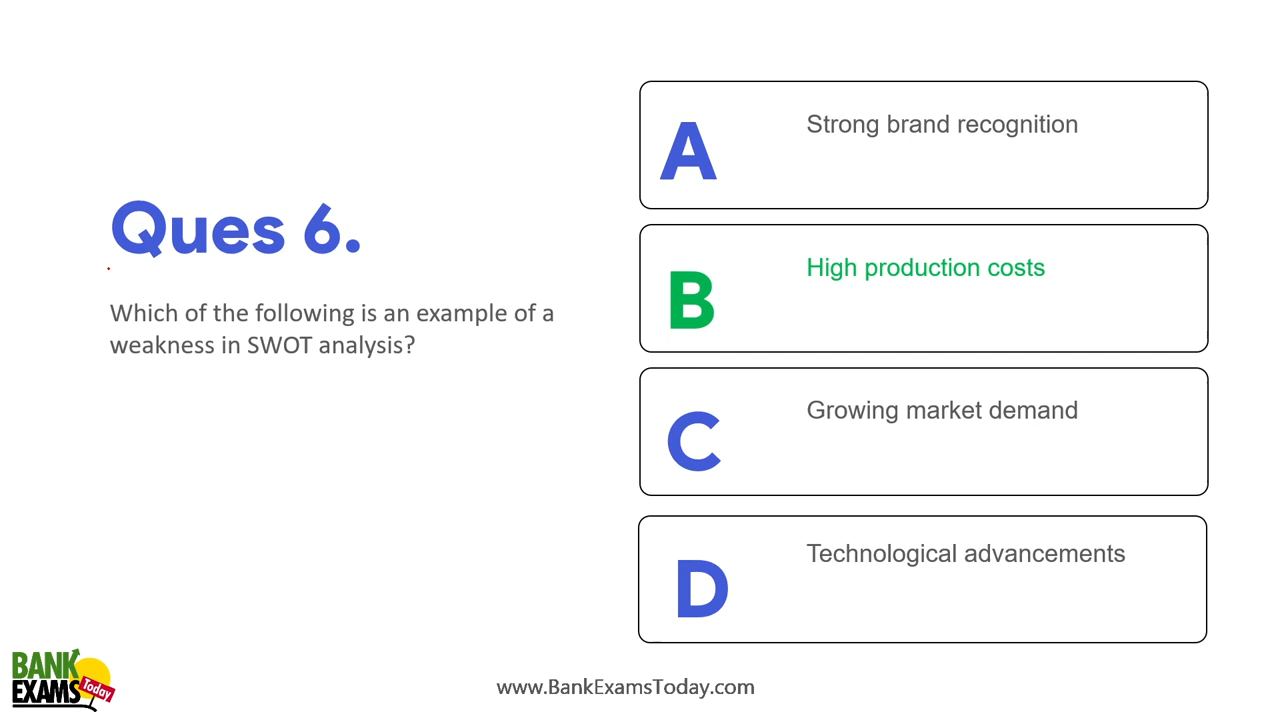 Ques 6.
Which of the following is an example of a
weakness in SWOT analysis?
A
Strong brand recognition
B
High production costs
C
Growing market demand
D
Technological advancements
BANK
EXAMS
Today
www.BankExamsToday.com